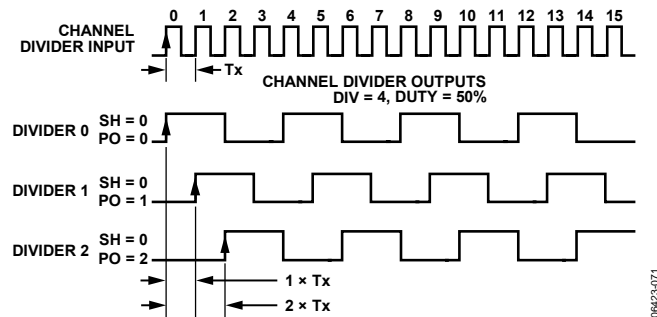 0 1 2 3 4 5 6 7 8 9 10 11 12 13 14 15
CHANNEL
DIVIDER INPUT
Tx
CHANNEL DIVIDER OUTPUTS
DIV = 4, DUTY = 50%
DIVIDER 0
SH = 0
PO = 0
DIVIDER 1
SH = 0
PO = 1
DIVIDER 2
SH = 0
PO = 2
1 × Tx
2 × Tx
06423-071